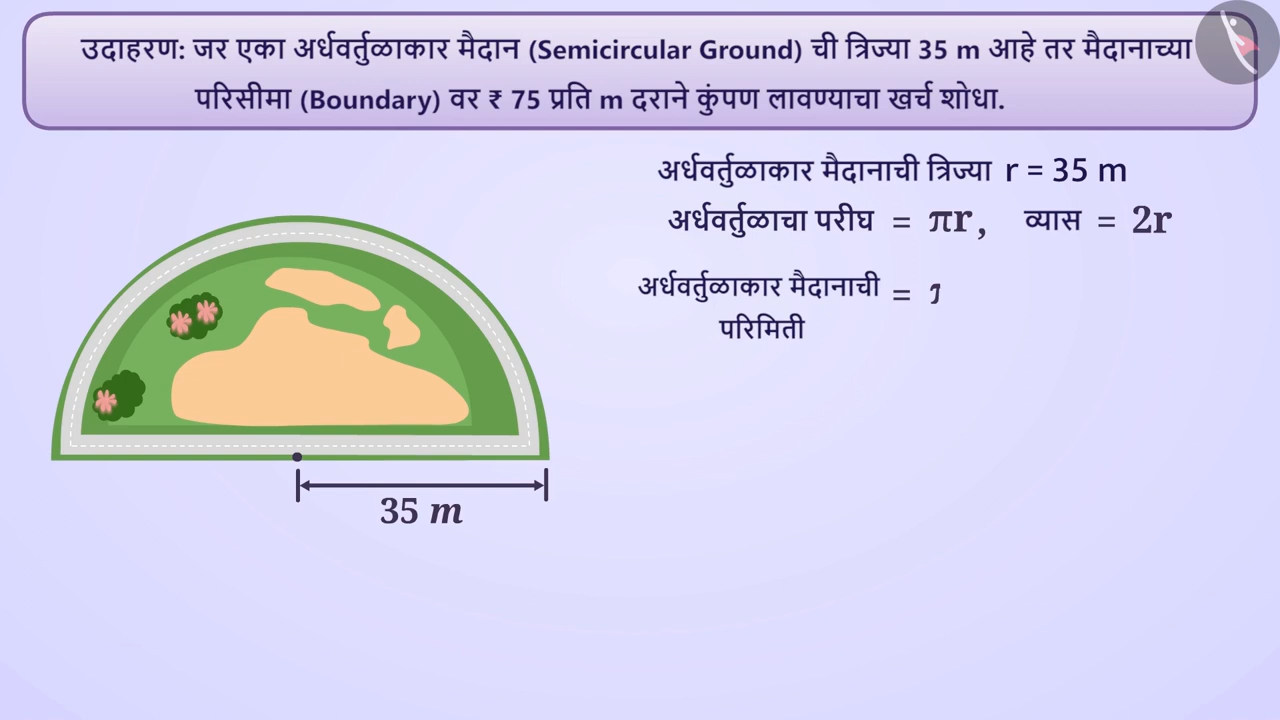 उदाहरण: जर एका अर्धवर्तुळाकार मैदान (Semicircular Ground) ची त्रिज्या 35 m आहे तर मैदानाच्या
परिसीमा (Boundary) वर ₹ 75 प्रति m दराने कुंपण लावण्याचा खर्च शोधा.
अर्धवर्तुळाकार मैदानाची त्रिज्या r = 35 m
अर्धवर्तुळाचा परीघ = πr, व्यास = 2r
अर्धवर्तुळाकार मैदानाची =
परिमिती
35 m